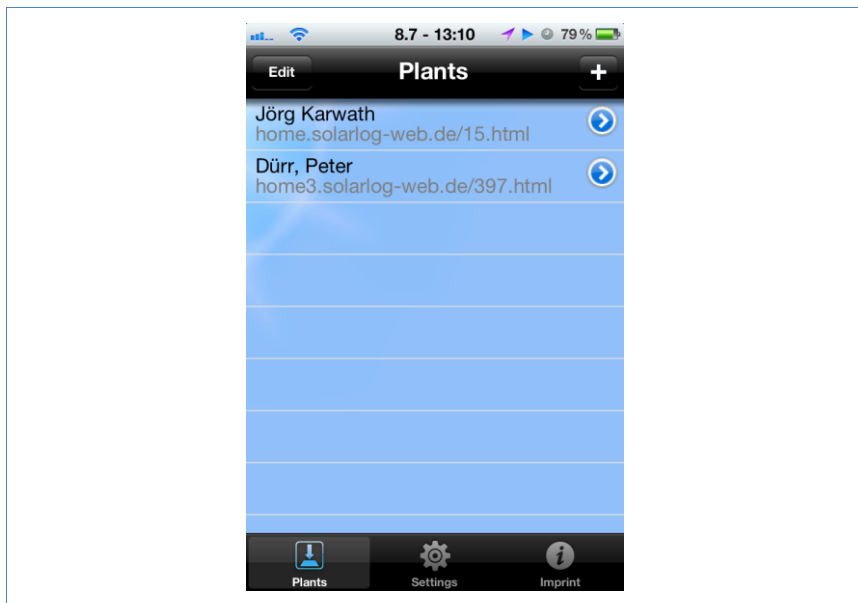 8.7 - 13:10 79%
Edit Plants +
Jörg Karwath
home.solarlog-web.de/15.html
Dürr, Peter
home3.solarlog-web.de/397.html
Plants Settings Imprint